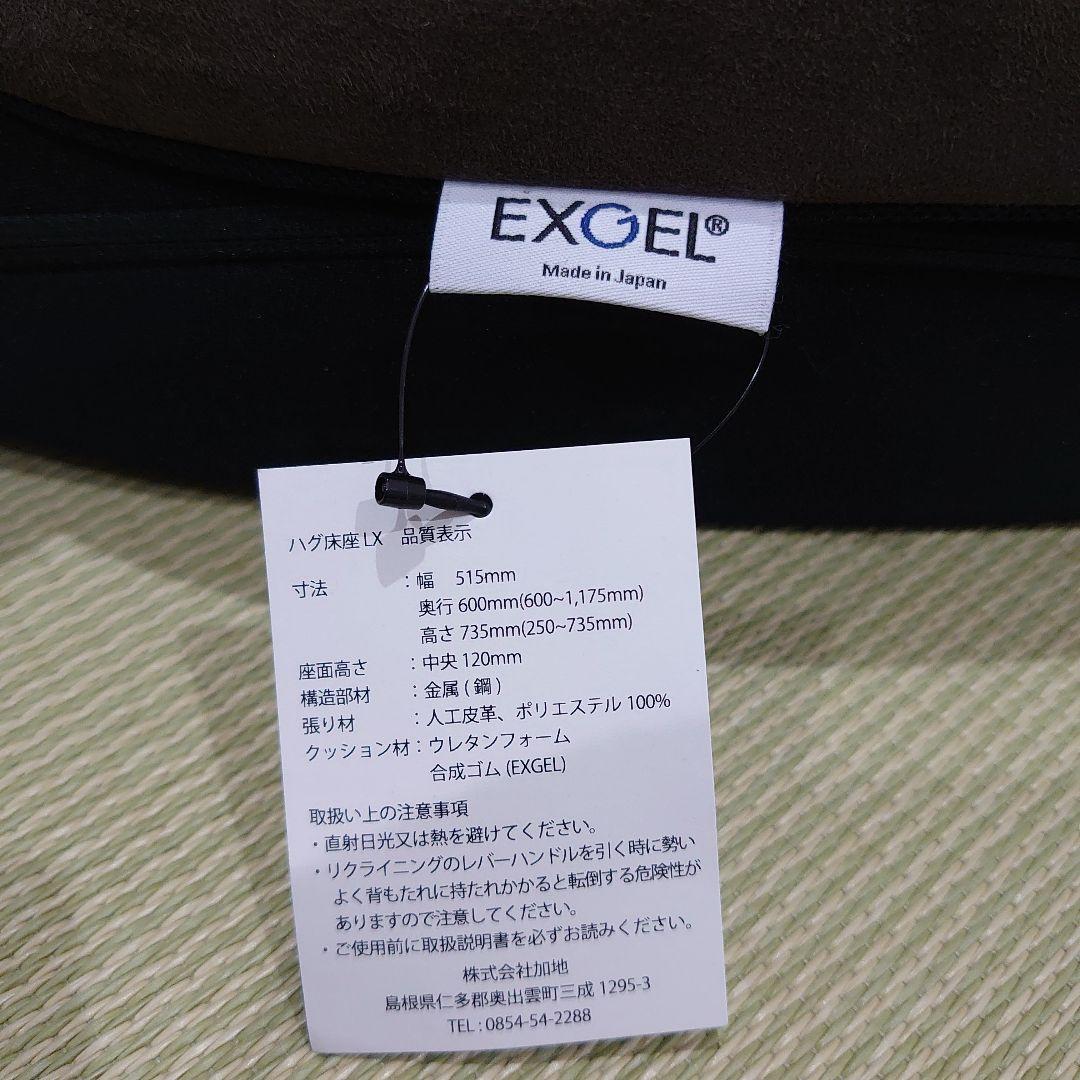 EXGEL®
Made in Japan
ハグ床座 LX 品質表示
寸法 : 幅 515mm
奥行 600mm(600~1,175mm)
高さ 735mm(250~735mm)
座面高さ : 中央 120mm
構造部材 : 金属 ( 鋼 )
張り材 : 人工皮革、ポリエステル 100%
クッション材 : ウレタンフォーム
合成ゴム (EXGEL)
取扱い上の注意事項
・直射日光又は熱を避けてください。
・リクライニングのレバーハンドルを引く時に勢い
よく背もたれに持たれかかると転倒する危険性が
ありますので注意してください。
・ご使用前に取扱説明書を必ずお読みください。
株式会社加地
島根県仁多郡奥出雲町三成 1295-3
TEL : 0854-54-2288